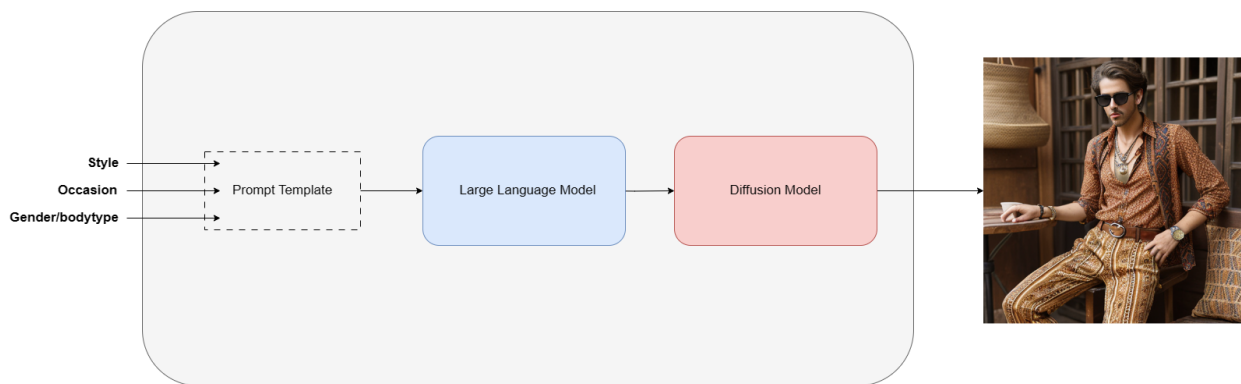 Style
Occasion
Gender/bodytype
Prompt Template
Large Language Model
Diffusion Model